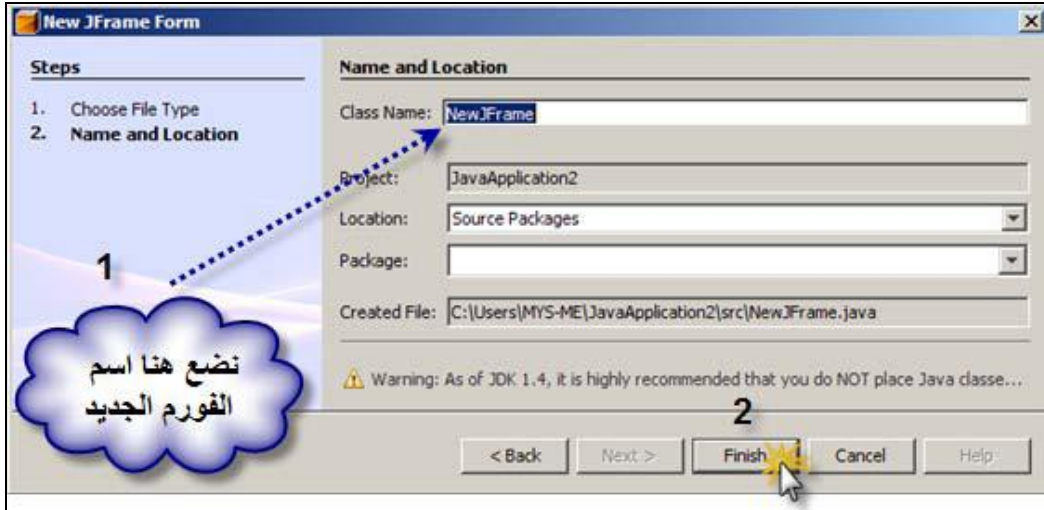 New JFrame Form
Steps
1. Choose File Type
2. Name and Location
Name and Location
Class Name: NewJFrame
Project: JavaApplication2
Location: Source Packages
Package:
Created File: C:\Users\MYS-ME\JavaApplication2\src\NewJFrame.java
Warning: As of JDK 1.4, it is highly recommended that you do NOT place Java classe...
1
نضع هنا اسم
الفورم الجديد
2
< Back Next > Finish Cancel Help